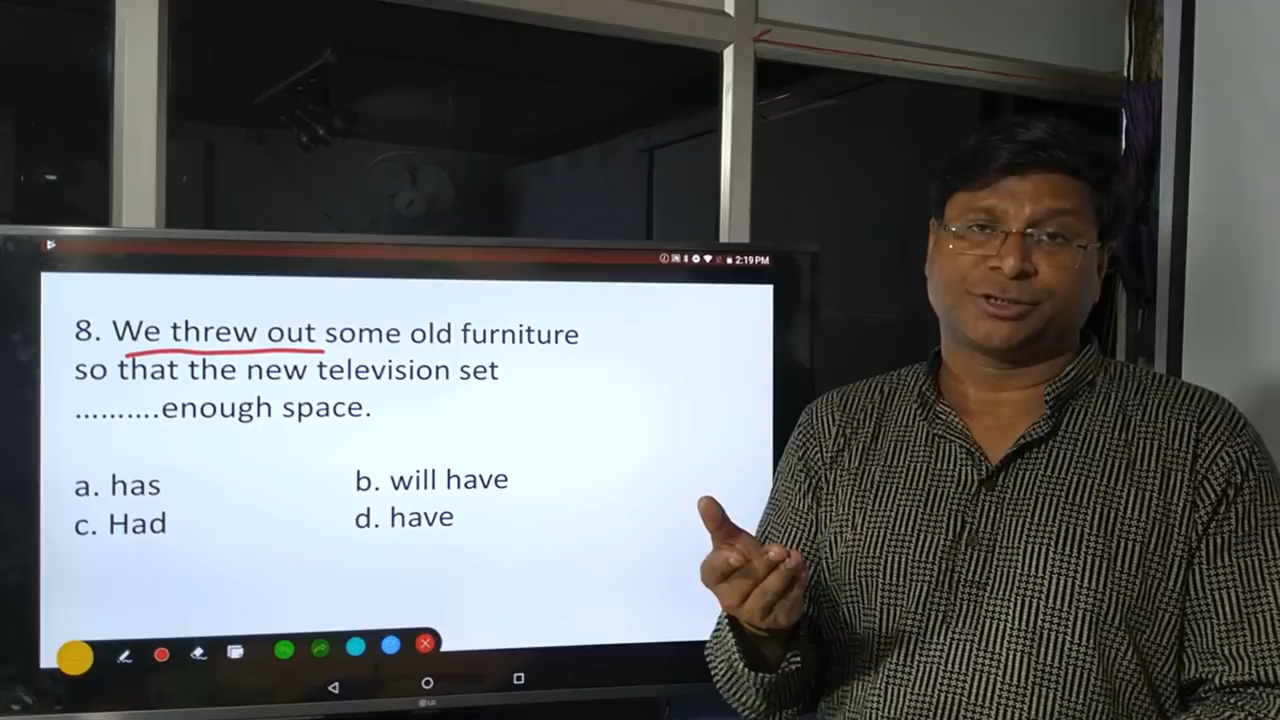 2:19 PM
8. We threw out some old furniture
so that the new television set
..........enough space.
a. has
b. will have
c. Had
d. have
LG